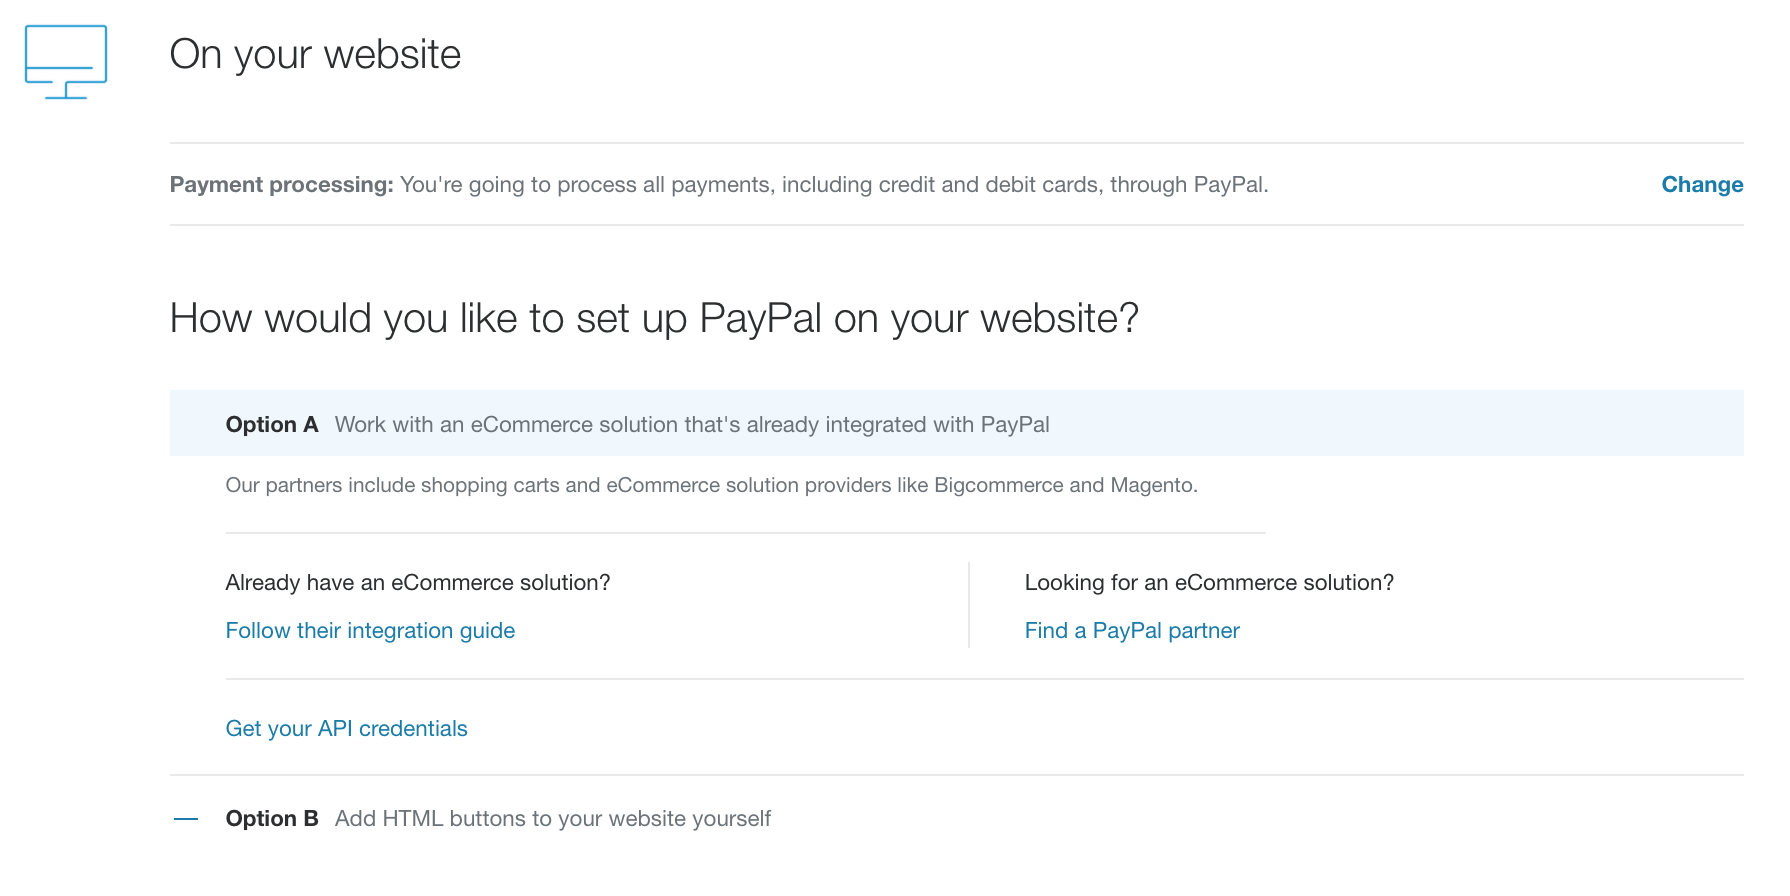 On your website
Payment processing: You're going to process all payments, including credit and debit cards, through PayPal.
Change
How would you like to set up PayPal on your website?
Option A Work with an eCommerce solution that's already integrated with PayPal
Our partners include shopping carts and eCommerce solution providers like Bigcommerce and Magento.
Already have an eCommerce solution?
Follow their integration guide
Looking for an eCommerce solution?
Find a PayPal partner
Get your API credentials
Option B Add HTML buttons to your website yourself